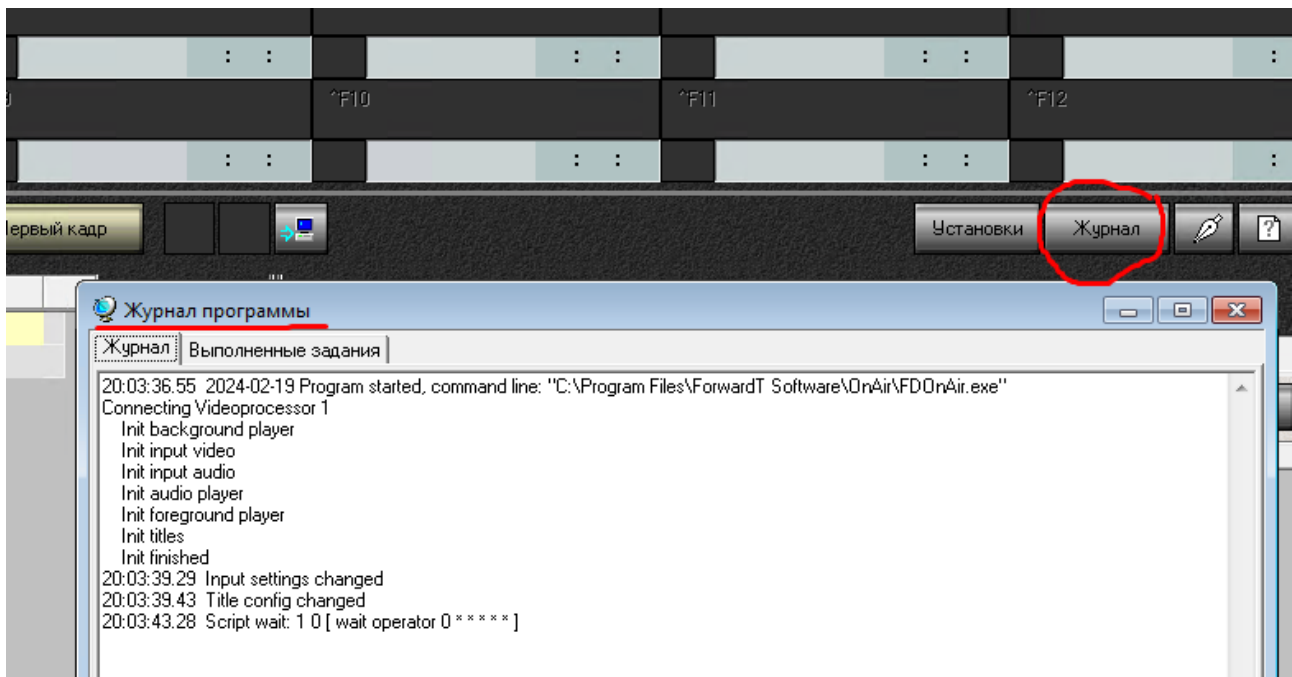 : : : : : : :
^F10 ^F11 ^F12
: : : : : : :
Первый кадр Установки Журнал ?
Журнал программы
Журнал Выполненные задания
20:03:36.55 2024-02-19 Program started, command line: "C:\Program Files\ForwardT Software\OnAir\FDOnAir.exe"
Connecting Videoprocessor 1
Init background player
Init input video
Init input audio
Init audio player
Init foreground player
Init titles
Init finished
20:03:39.29 Input settings changed
20:03:39.43 Title config changed
20:03:43.28 Script wait: 1 0 [ wait operator 0 * * * * * ]